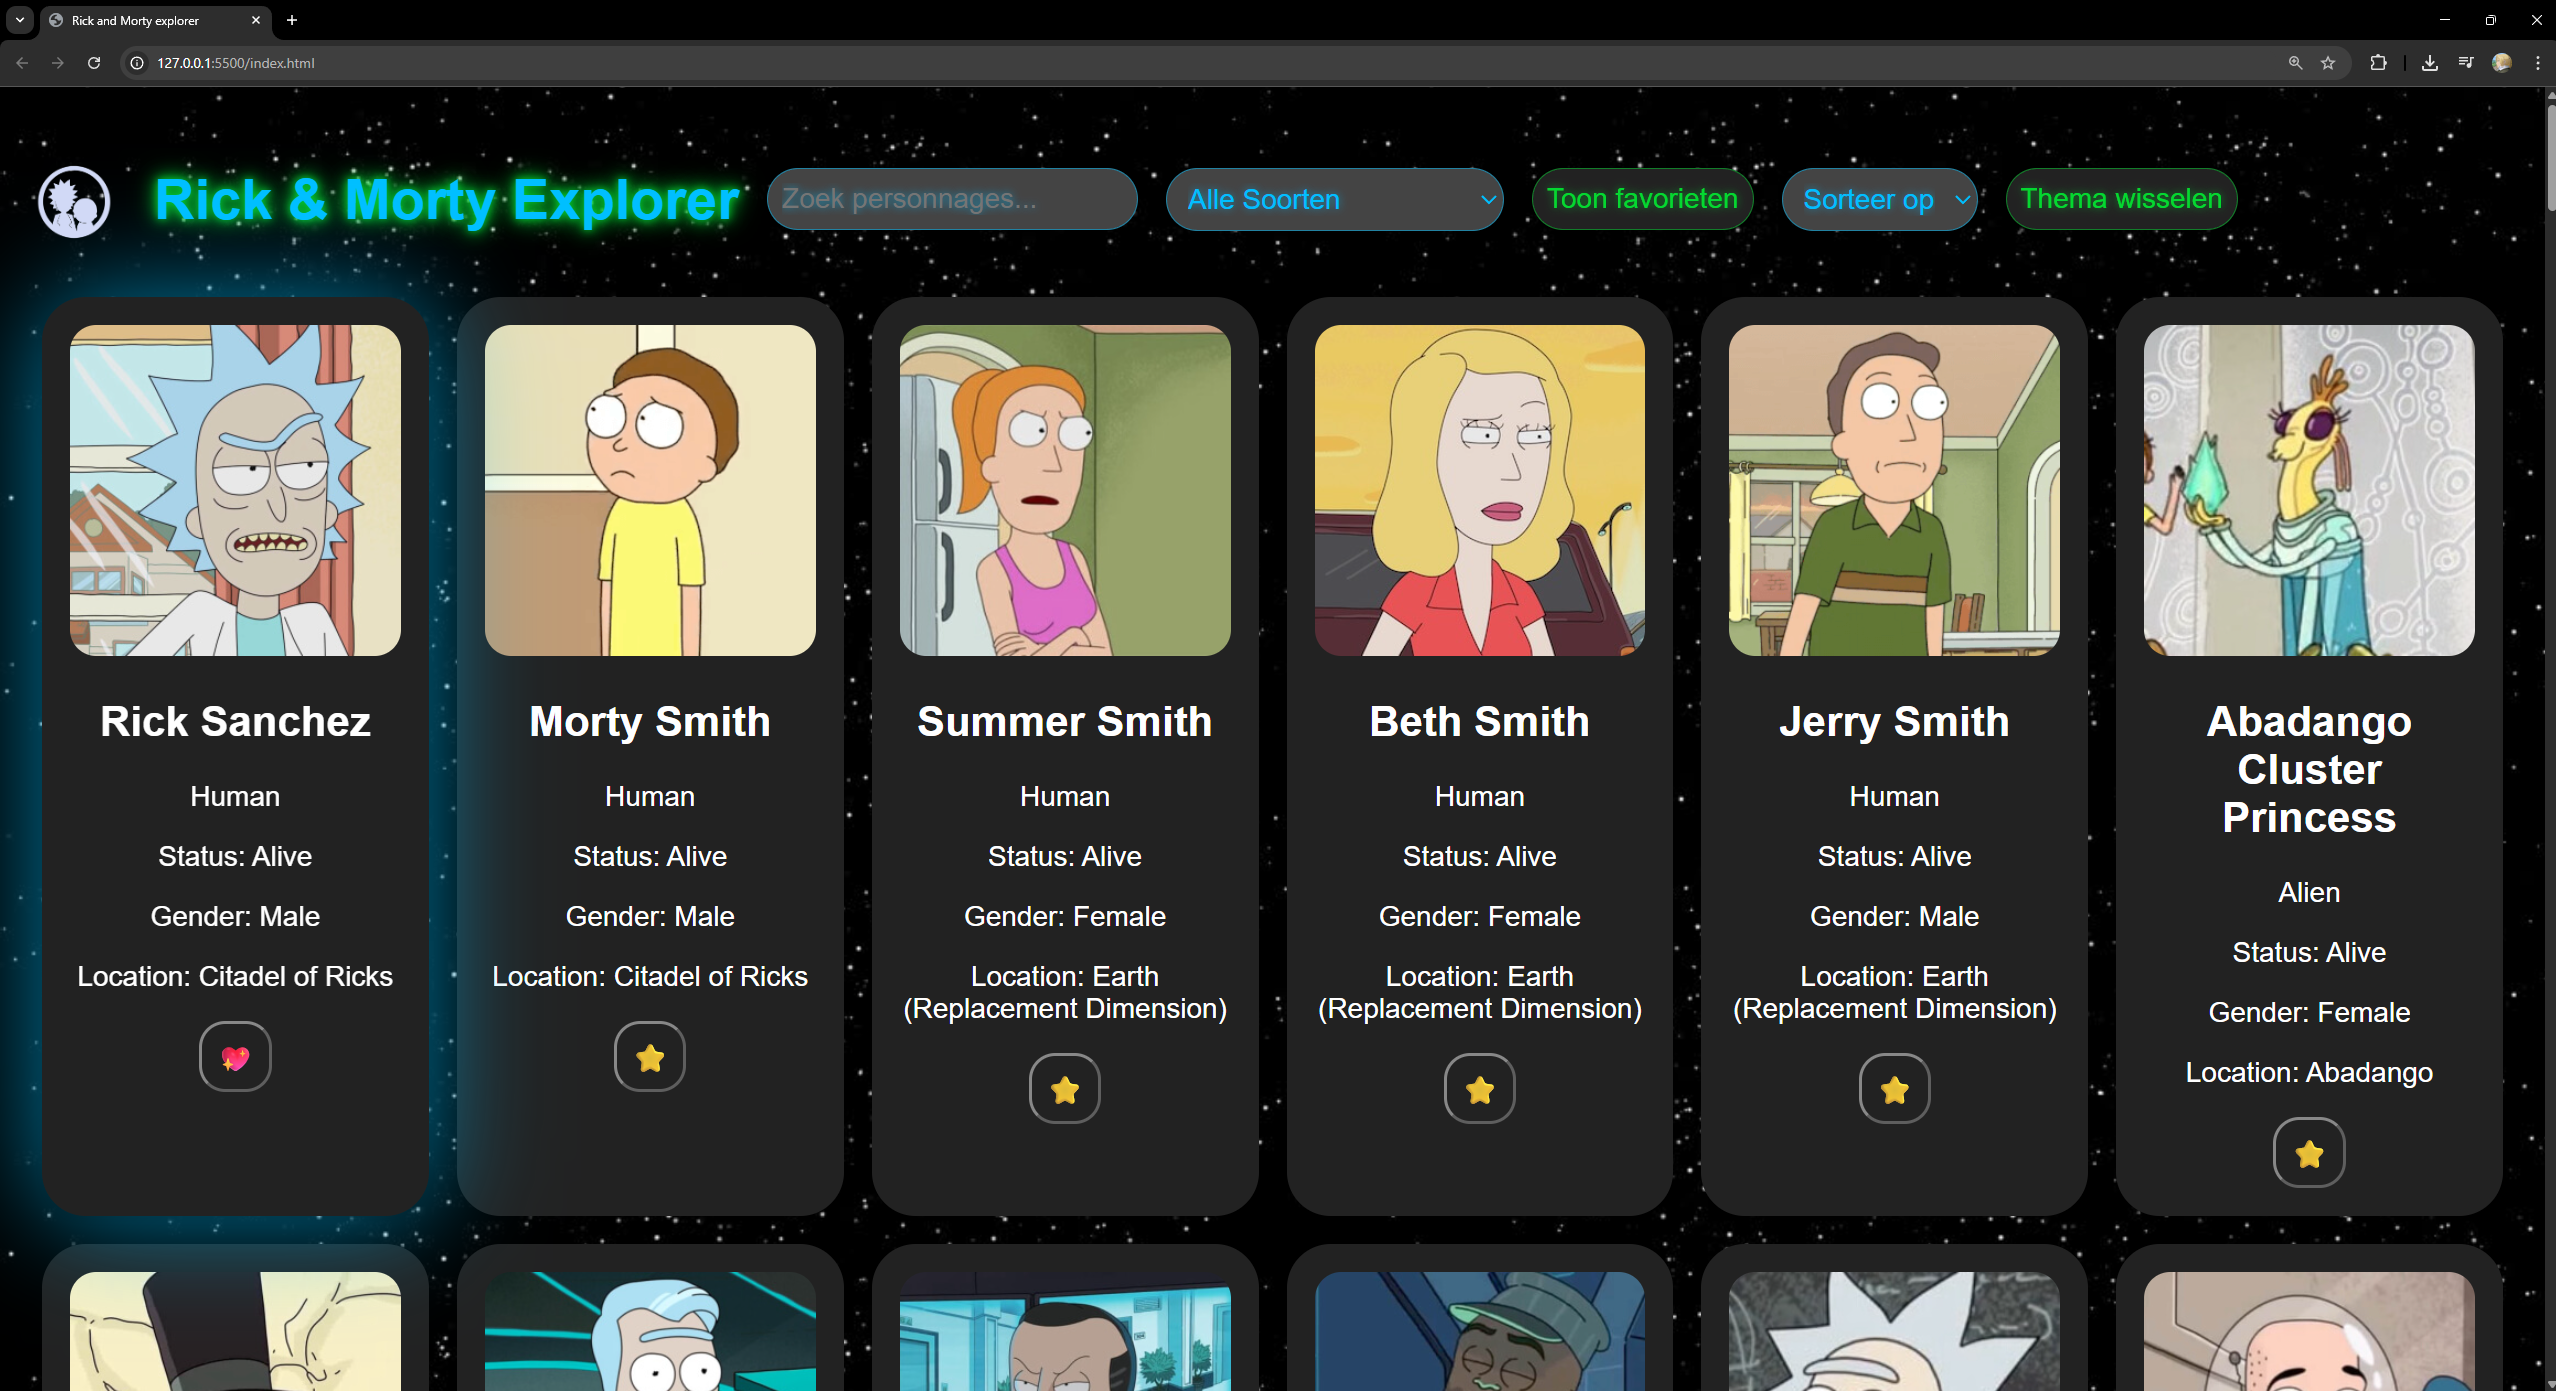 Rick and Morty explorer
127.0.0.1:5500/index.html
Rick & Morty Explorer
Zoek personnages...
Alle Soorten
Toon favorieten
Sorteer op
Thema wisselen
Rick Sanchez
Human
Status: Alive
Gender: Male
Location: Citadel of Ricks
Morty Smith
Human
Status: Alive
Gender: Male
Location: Citadel of Ricks
Summer Smith
Human
Status: Alive
Gender: Female
Location: Earth
(Replacement Dimension)
Beth Smith
Human
Status: Alive
Gender: Female
Location: Earth
(Replacement Dimension)
Jerry Smith
Human
Status: Alive
Gender: Male
Location: Earth
(Replacement Dimension)
Abadango
Cluster
Princess
Alien
Status: Alive
Gender: Female
Location: Abadango